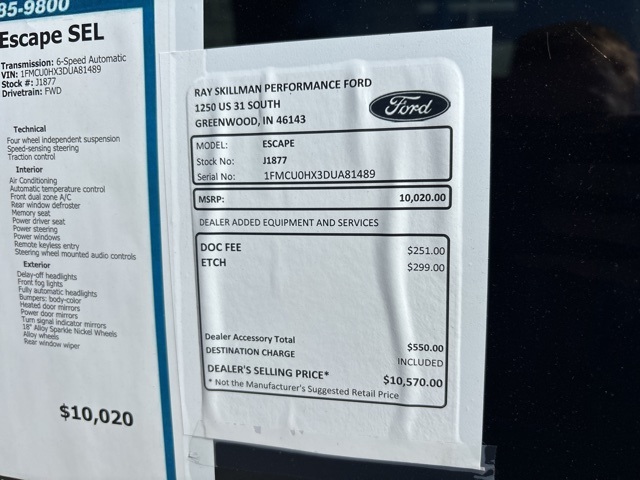 85-9800
Escape SEL
Transmission: 6-Speed Automatic
VIN: 1FMCU0HX3DUA81489
Stock #: J1877
Drivetrain: FWD
Technical
Four wheel independent suspension
Speed-sensing steering
Traction control
Interior
Air Conditioning
Automatic temperature control
Front dual zone A/C
Rear window defroster
Memory seat
Power driver seat
Power steering
Power windows
Remote keyless entry
Steering wheel mounted audio controls
Exterior
Delay-off headlights
Front fog lights
Fully automatic headlights
Bumpers: body-color
Heated door mirrors
Power door mirrors
Turn signal indicator mirrors
18" Alloy Sparkle Nickel Wheels
Alloy wheels
Rear window wiper
$10,020
RAY SKILLMAN PERFORMANCE FORD
1250 US 31 SOUTH
GREENWOOD, IN 46143
Ford
MODEL: ESCAPE
Stock No: J1877
Serial No: 1FMCU0HX3DUA81489
MSRP: 10,020.00
DEALER ADDED EQUIPMENT AND SERVICES
DOC FEE $251.00
ETCH $299.00
Dealer Accessory Total $550.00
DESTINATION CHARGE INCLUDED
DEALER'S SELLING PRICE* $10,570.00
* Not the Manufacturer's Suggested Retail Price